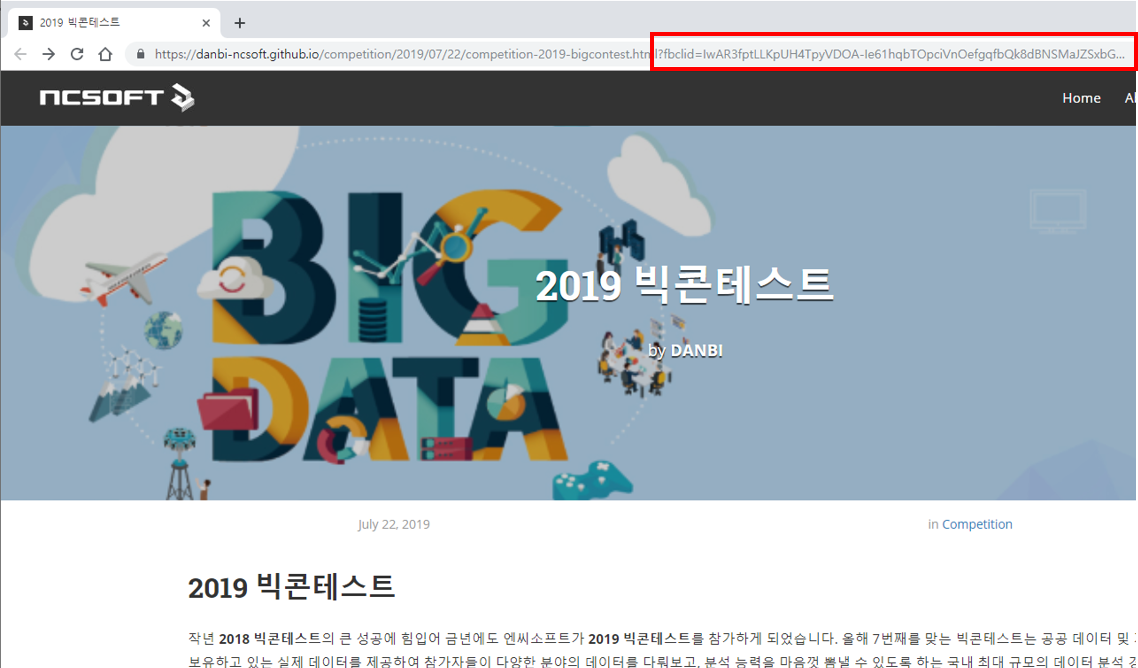 2019 빅콘테스트
https://danbi-ncsoft.github.io/competition/2019/07/22/competition-2019-bigcontest.html?fbclid=IwAR3fptLLKpUH4TpyVDOA-Ie61hqbTOpciVnOefgqfbQk8dBNSMaJZSxbG...
NCSOFT
Home
BIG
DATA
2019 빅콘테스트
by DANBI
July 22, 2019
in Competition
2019 빅콘테스트
작년 2018 빅콘테스트의 큰 성공에 힘입어 금년에도 엔씨소프트가 2019 빅콘테스트를 참가하게 되었습니다. 올해 7번째를 맞는 빅콘테스트는 공공 데이터 및
보유하고 있는 실제 데이터를 제공하여 참가자들이 다양한 분야의 데이터를 다뤄보고, 분석 능력을 마음껏 뽐낼 수 있도록 하는 국내 최대 규모의 데이터 분석